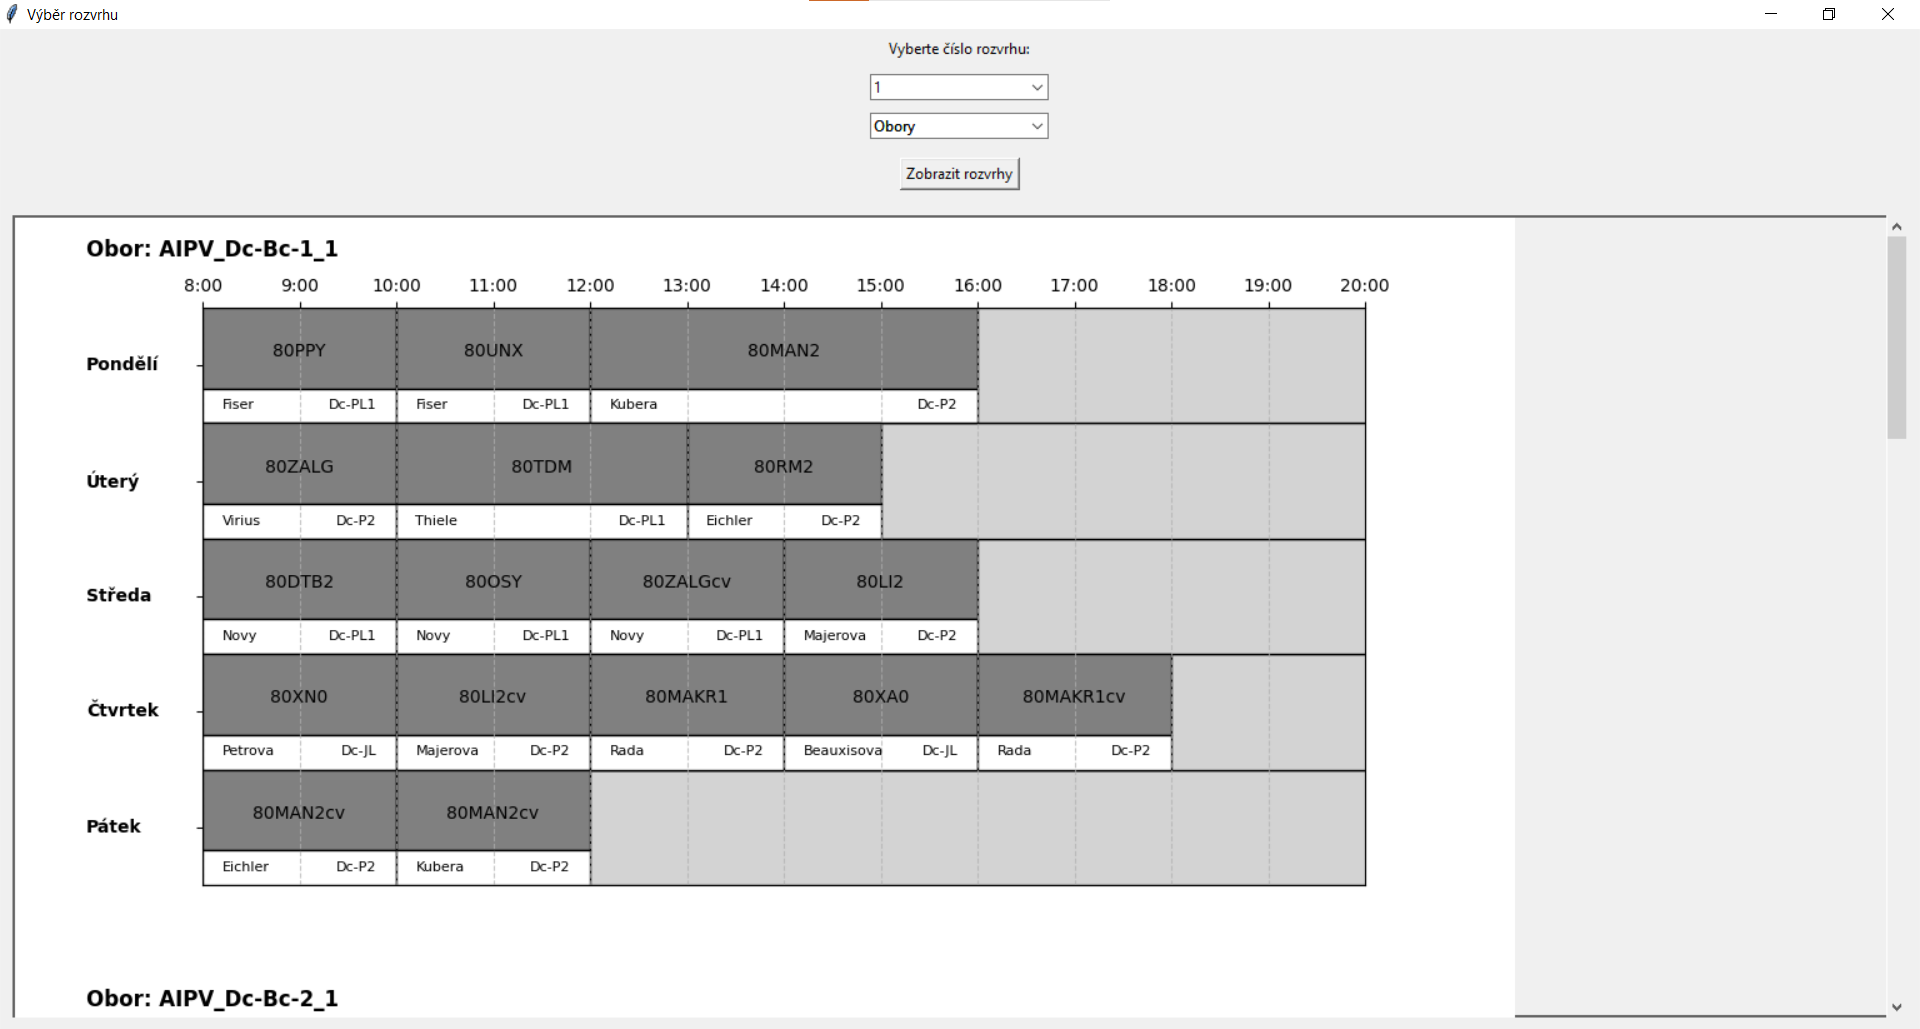 Výběr rozvrhu
Vyberte číslo rozvrhu:
1
Obory
Zobrazit rozvrhy
Obor: AIPV_Dc-Bc-1_1
8:00 9:00 10:00 11:00 12:00 13:00 14:00 15:00 16:00 17:00 18:00 19:00 20:00
Pondělí
80PPY 80UNX 80MAN2
Fiser Dc-PL1 Fiser Dc-PL1 Kubera Dc-P2
Úterý
80ZALG 80TDM 80RM2
Virius Dc-P2 Thiele Dc-PL1 Eichler Dc-P2
Středa
80DTB2 80OSY 80ZALGcv 80LI2
Novy Dc-PL1 Novy Dc-PL1 Novy Dc-PL1 Majerova Dc-P2
Čtvrtek
80XN0 80LI2cv 80MAKR1 80XA0 80MAKR1cv
Petrova Dc-JL Majerova Dc-P2 Rada Dc-P2 Beauxisova Dc-JL Rada Dc-P2
Pátek
80MAN2cv 80MAN2cv
Eichler Dc-P2 Kubera Dc-P2
Obor: AIPV_Dc-Bc-2_1